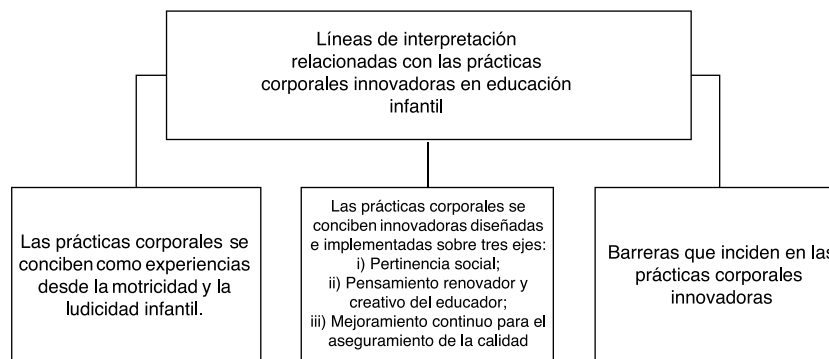 Líneas de interpretación
relacionadas con las prácticas
corporales innovadoras en educación
infantil
Las prácticas corporales se
conciben como experiencias
desde la motricidad y la
ludicidad infantil.
Las prácticas corporales se
conciben innovadoras diseñadas
e implementadas sobre tres ejes:
i) Pertinencia social;
ii) Pensamiento renovador y
creativo del educador;
iii) Mejoramiento continuo para el
aseguramiento de la calidad
Barreras que inciden en las
prácticas corporales
innovadoras